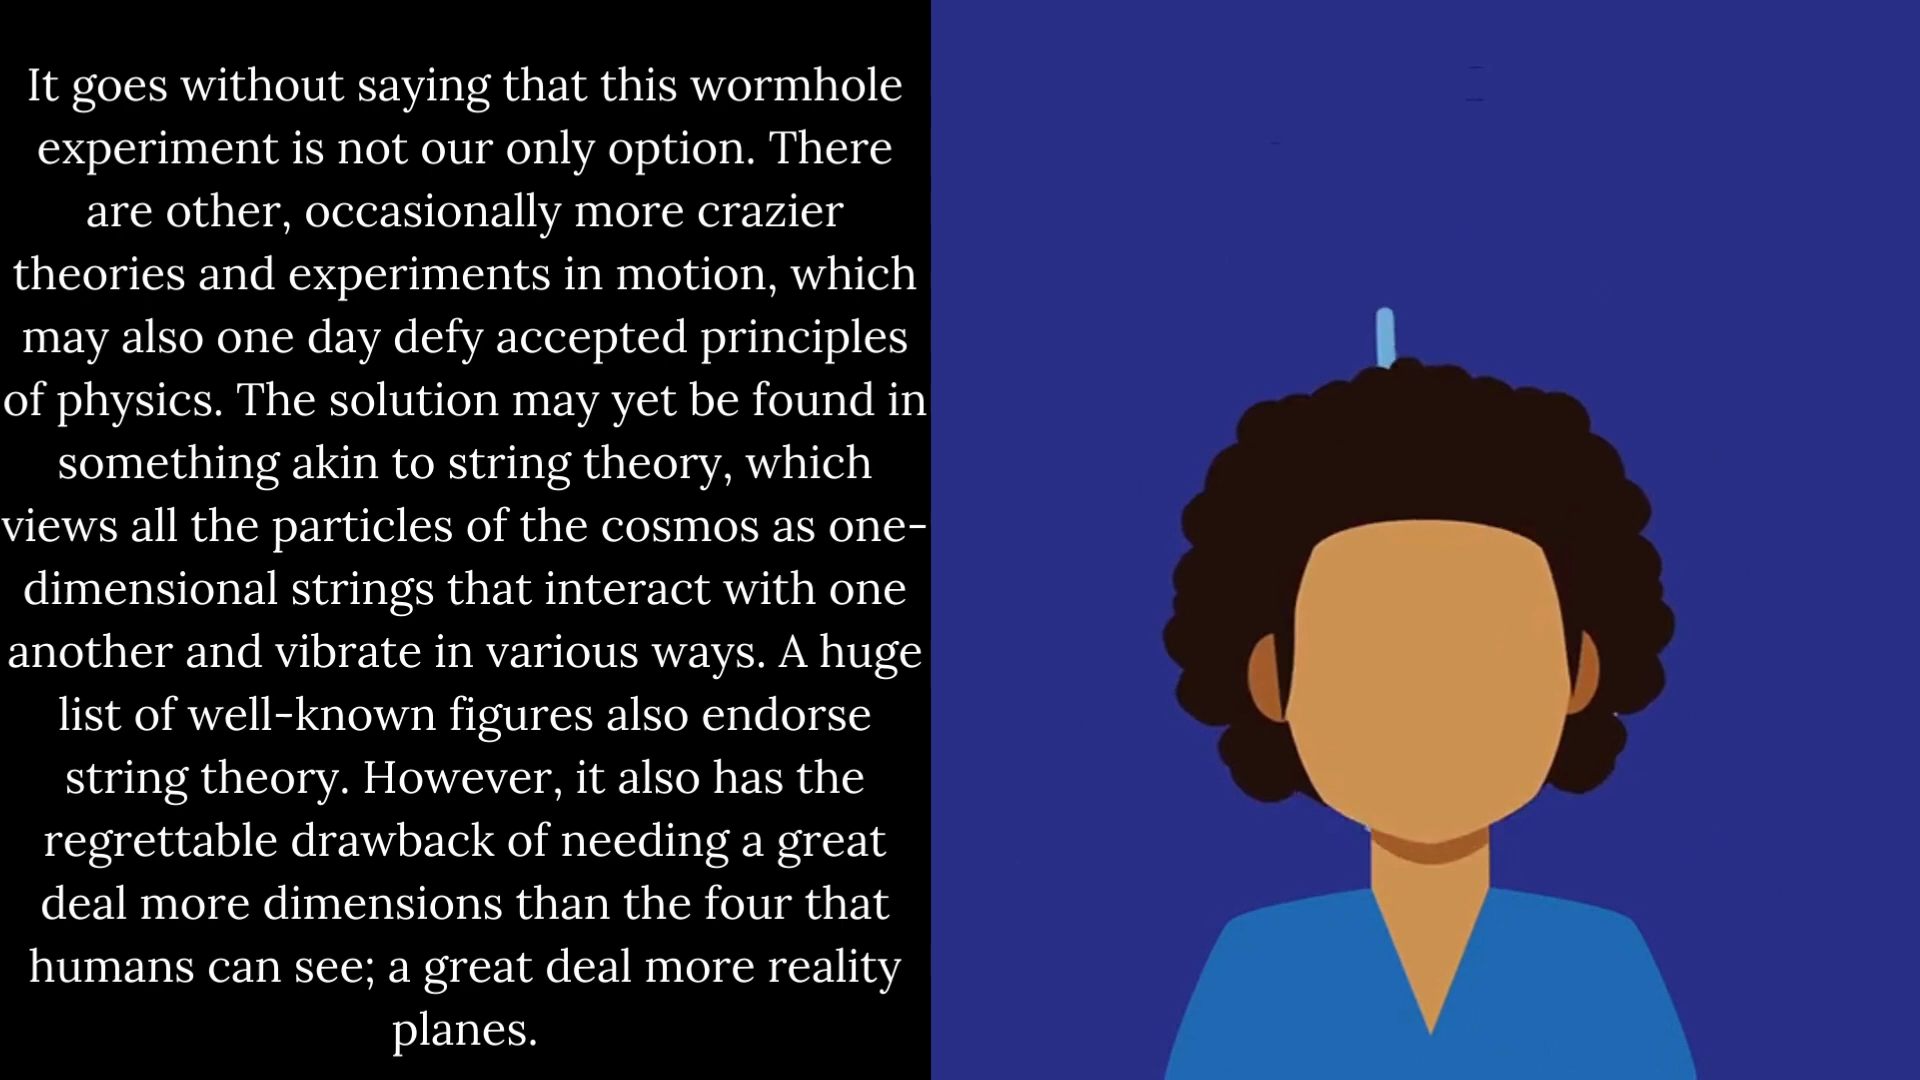 It goes without saying that this wormhole
experiment is not our only option. There
are other, occasionally more crazier
theories and experiments in motion, which
may also one day defy accepted principles
of physics. The solution may yet be found in
something akin to string theory, which
views all the particles of the cosmos as one-
dimensional strings that interact with one
another and vibrate in various ways. A huge
list of well-known figures also endorse
string theory. However, it also has the
regrettable drawback of needing a great
deal more dimensions than the four that
humans can see; a great deal more reality
planes.